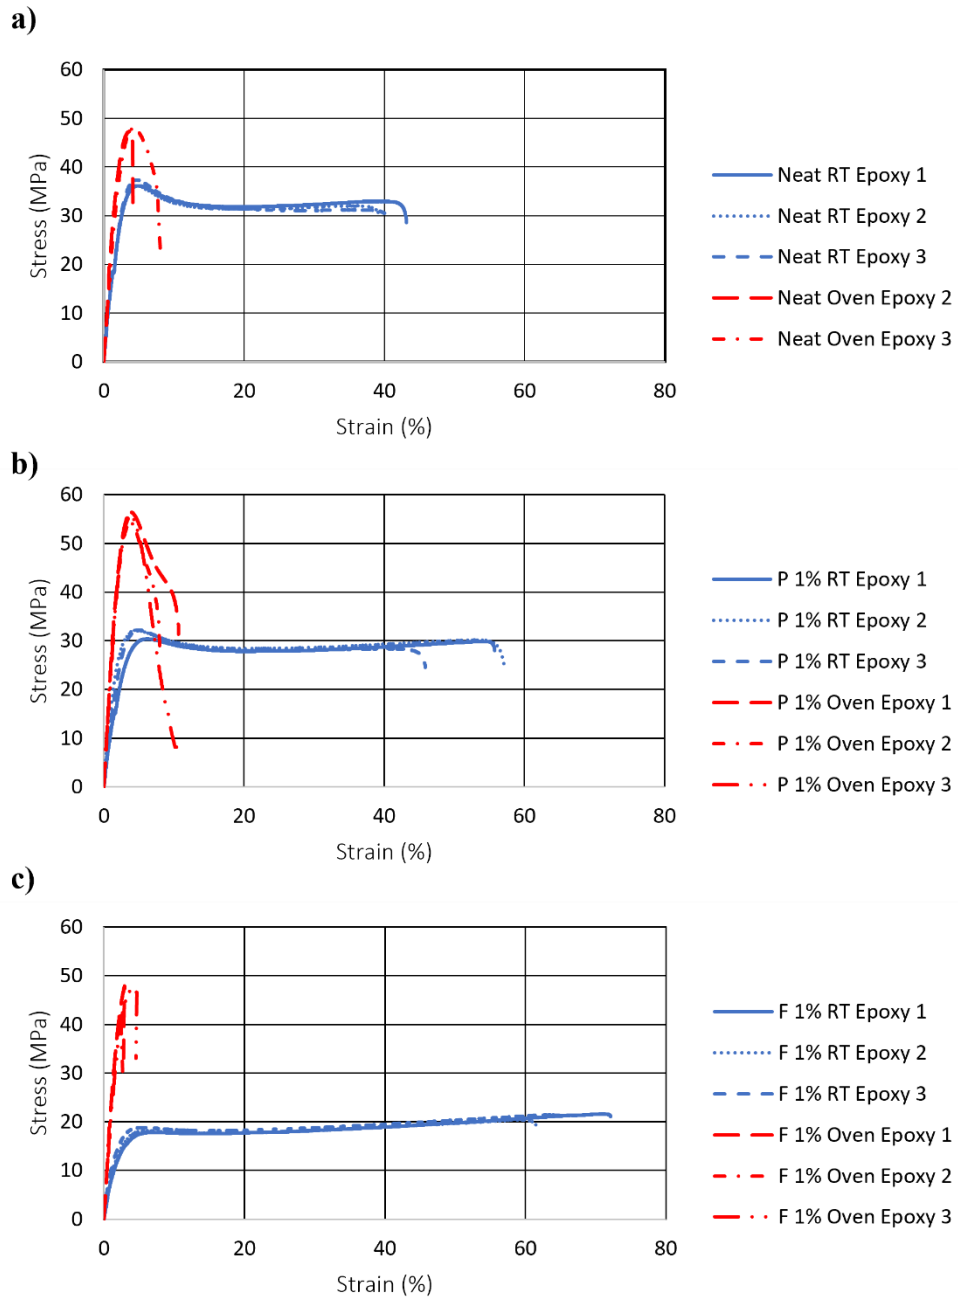 a)
60
50
40
30
20
10
0
Stress (MPa)
0 20 40 60 80
Strain (%)
Neat RT Epoxy 1
Neat RT Epoxy 2
Neat RT Epoxy 3
Neat Oven Epoxy 2
Neat Oven Epoxy 3
b)
60
50
40
30
20
10
0
Stress (MPa)
0 20 40 60 80
Strain (%)
P 1% RT Epoxy 1
P 1% RT Epoxy 2
P 1% RT Epoxy 3
P 1% Oven Epoxy 1
P 1% Oven Epoxy 2
P 1% Oven Epoxy 3
c)
60
50
40
30
20
10
0
Stress (MPa)
0 20 40 60 80
Strain (%)
F 1% RT Epoxy 1
F 1% RT Epoxy 2
F 1% RT Epoxy 3
F 1% Oven Epoxy 1
F 1% Oven Epoxy 2
F 1% Oven Epoxy 3